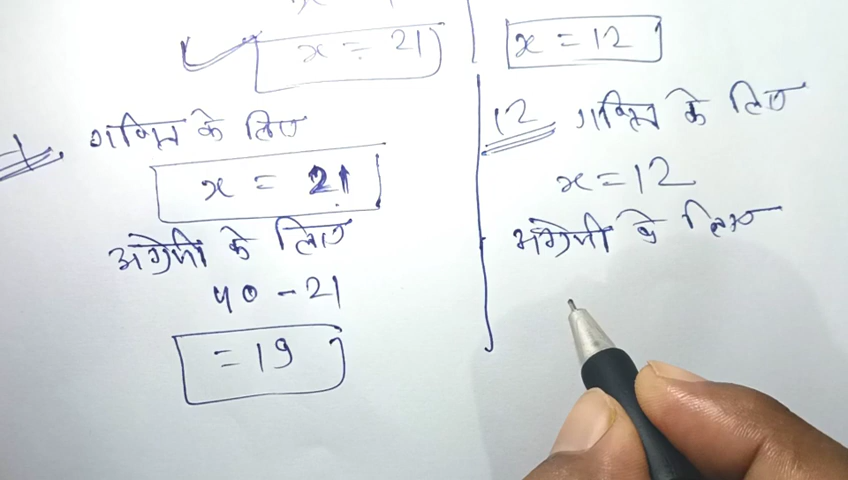 x = 21
गणित के लिए
x = 21
अंग्रेजी के लिए
40 - 21
= 19
x = 12
12 गणित के लिए
x = 12
अंग्रेजी के लिए